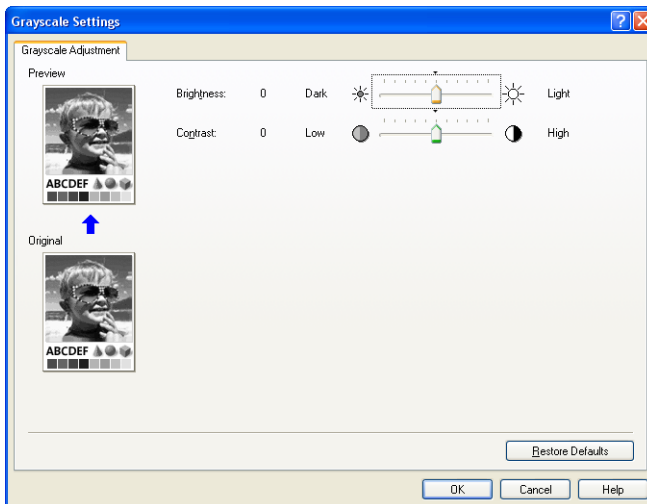 Grayscale Settings
Grayscale Adjustment
Preview
Brightness: 0 Dark Light
Contrast: 0 Low High
ABCDEF
Original
ABCDEF
Restore Defaults
OK Cancel Help